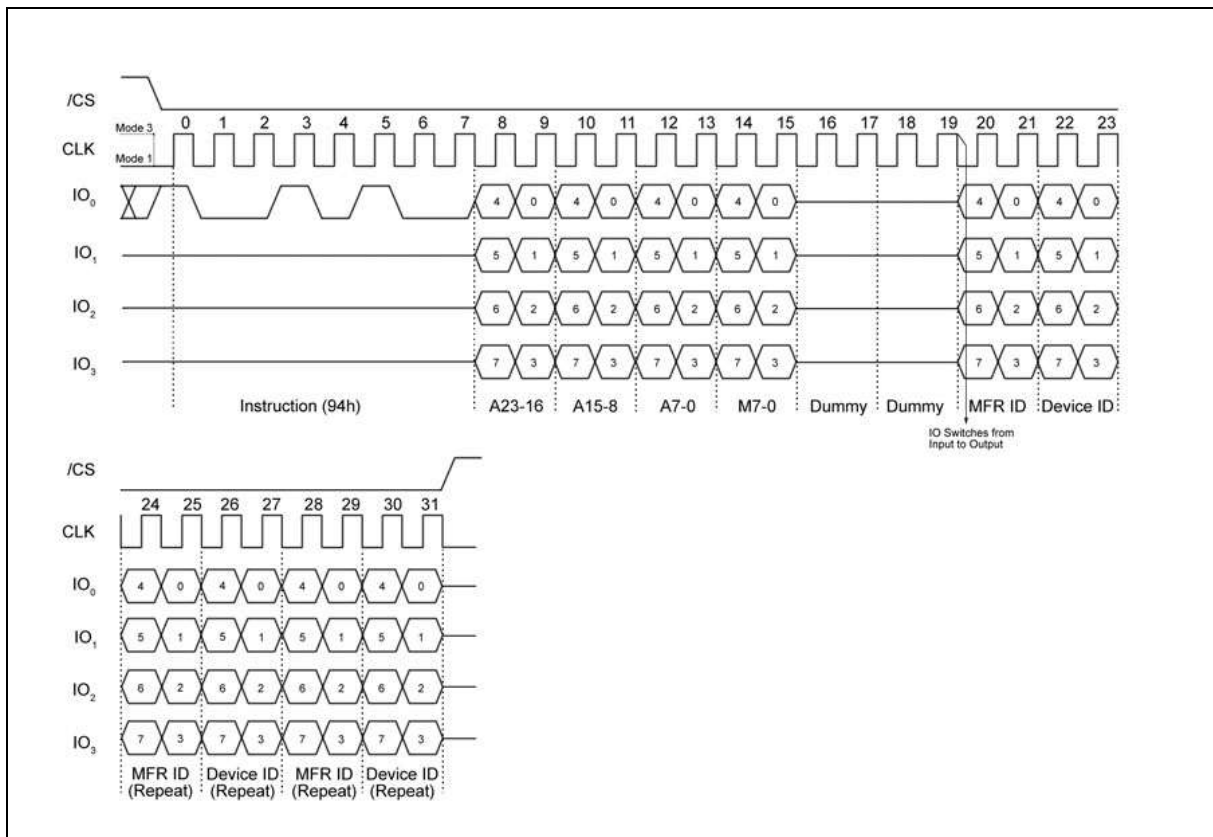 /CS
Mode 3
0 1 2 3 4 5 6 7 8 9 10 11 12 13 14 15 16 17 18 19 20 21 22 23
CLK
Mode 1
IO0 4 0 4 0 4 0 4 0 4 0 4 0
IO1 5 1 5 1 5 1 5 1 5 1 5 1
IO2 6 2 6 2 6 2 6 2 6 2 6 2
IO3 7 3 7 3 7 3 7 3 7 3 7 3
Instruction (94h) A23-16 A15-8 A7-0 M7-0 Dummy Dummy MFR ID Device ID
IO Switches from
Input to Output
/CS
24 25 26 27 28 29 30 31
CLK
IO0 4 0 4 0 4 0 4 0
IO1 5 1 5 1 5 1 5 1
IO2 6 2 6 2 6 2 6 2
IO3 7 3 7 3 7 3 7 3
MFR ID Device ID MFR ID Device ID
(Repeat) (Repeat) (Repeat) (Repeat)